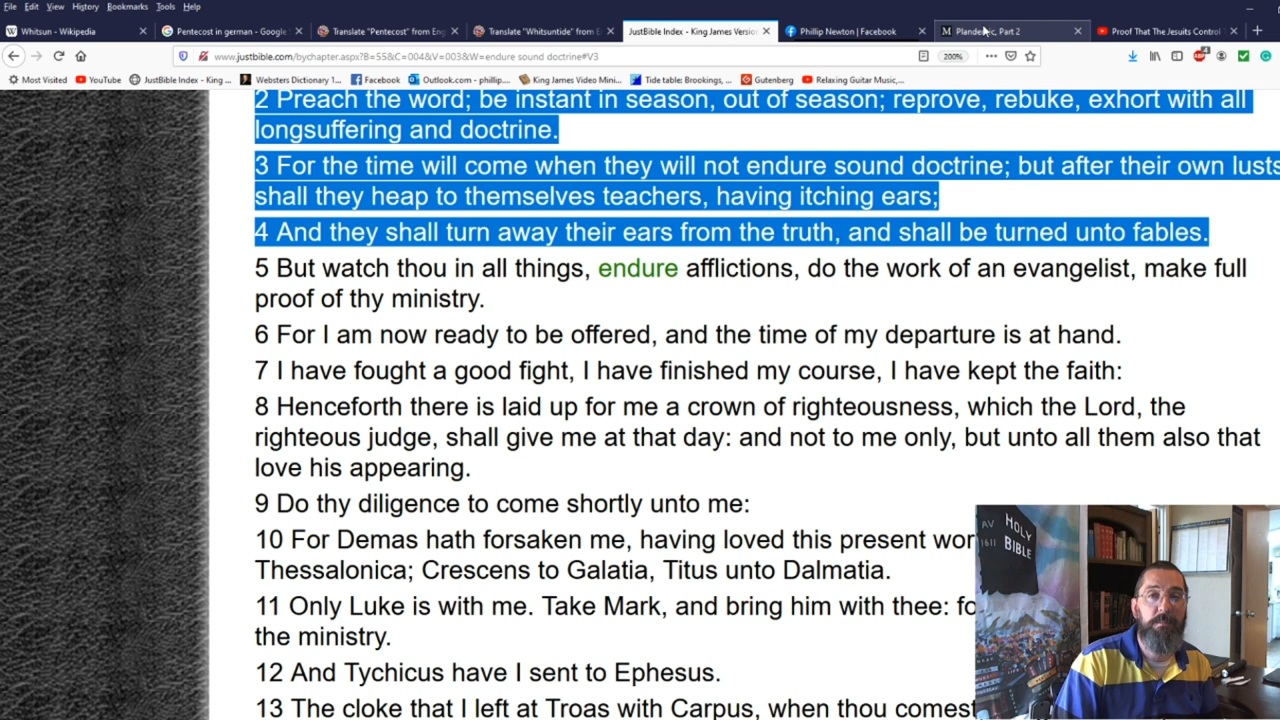 File Edit View History Bookmarks Tools Help
Whitsun - Wikipedia
Pentecost in german - Google
Translate "Pentecost" from En
Translate "Whitsuntide" from E
JustBible Index - King James Versio
Phillip Newton | Facebook
Plandemic, Part 2
Proof That The Jesuits Control
www.justbible.com/bychapter.aspx?B=55&C=004&V=003&W=endure sound doctrine#V3
200%
Most Visited YouTube JustBible Index - King ... Websters Dictionary 1... Facebook Outlook.com - phillip... King James Video Mini... Tide table: Brookings, ... Gutenberg Relaxing Guitar Music,...
2 Preach the word; be instant in season, out of season; reprove, rebuke, exhort with all
longsuffering and doctrine.
3 For the time will come when they will not endure sound doctrine; but after their own lusts
shall they heap to themselves teachers, having itching ears;
4 And they shall turn away their ears from the truth, and shall be turned unto fables.
5 But watch thou in all things, endure afflictions, do the work of an evangelist, make full
proof of thy ministry.
6 For I am now ready to be offered, and the time of my departure is at hand.
7 I have fought a good fight, I have finished my course, I have kept the faith:
8 Henceforth there is laid up for me a crown of righteousness, which the Lord, the
righteous judge, shall give me at that day: and not to me only, but unto all them also that
love his appearing.
9 Do thy diligence to come shortly unto me:
10 For Demas hath forsaken me, having loved this present wor
Thessalonica; Crescens to Galatia, Titus unto Dalmatia.
11 Only Luke is with me. Take Mark, and bring him with thee: fo
the ministry.
12 And Tychicus have I sent to Ephesus.
13 The cloke that I left at Troas with Carpus, when thou comest
AV HOLY
1611 BIBLE